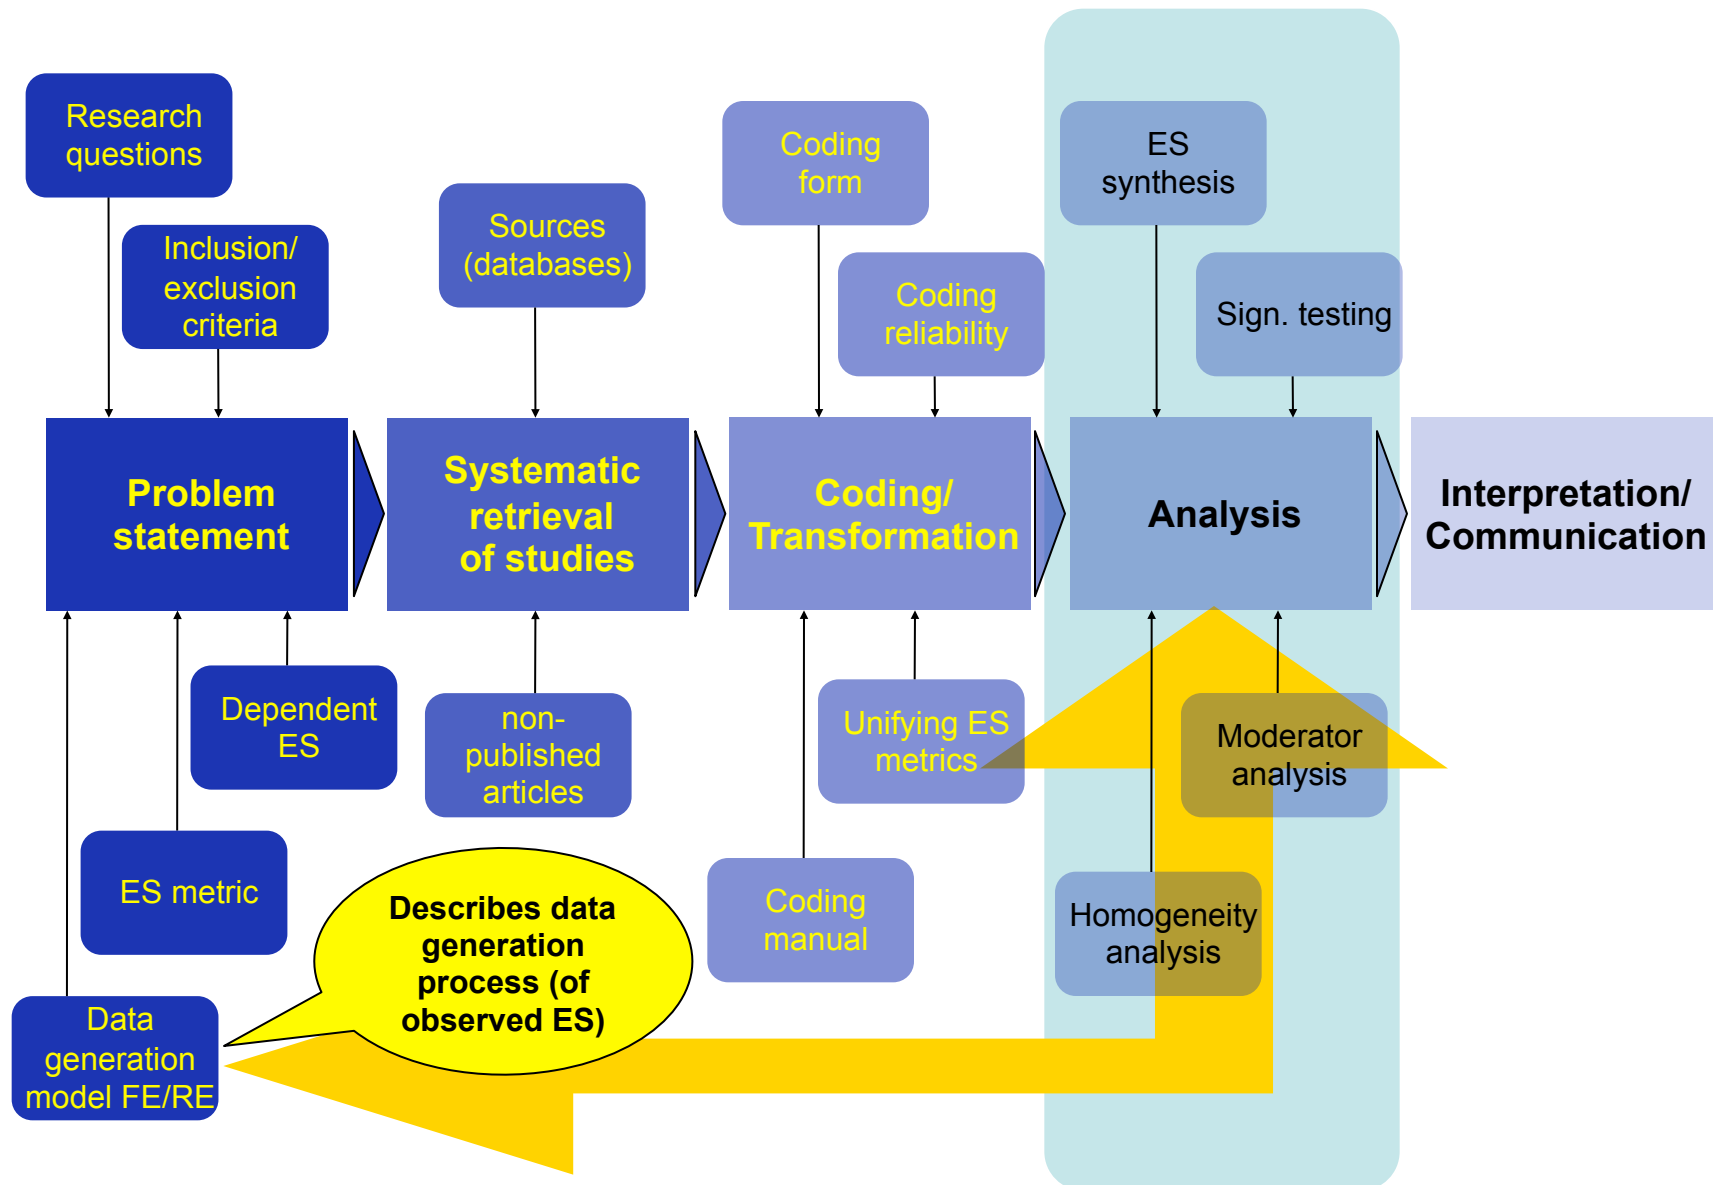 Research
questions
Inclusion/
exclusion
criteria
Sources
(databases)
Coding
form
Coding
reliability
ES
synthesis
Sign. testing
Problem
statement
Systematic
retrieval
of studies
Coding/
Transformation
Analysis
Interpretation/
Communication
Dependent
ES
ES metric
Data
generation
model FE/RE
non-
published
articles
Describes data
generation
process (of
observed ES)
Unifying ES
metrics
Coding
manual
Moderator
analysis
Homogeneity
analysis